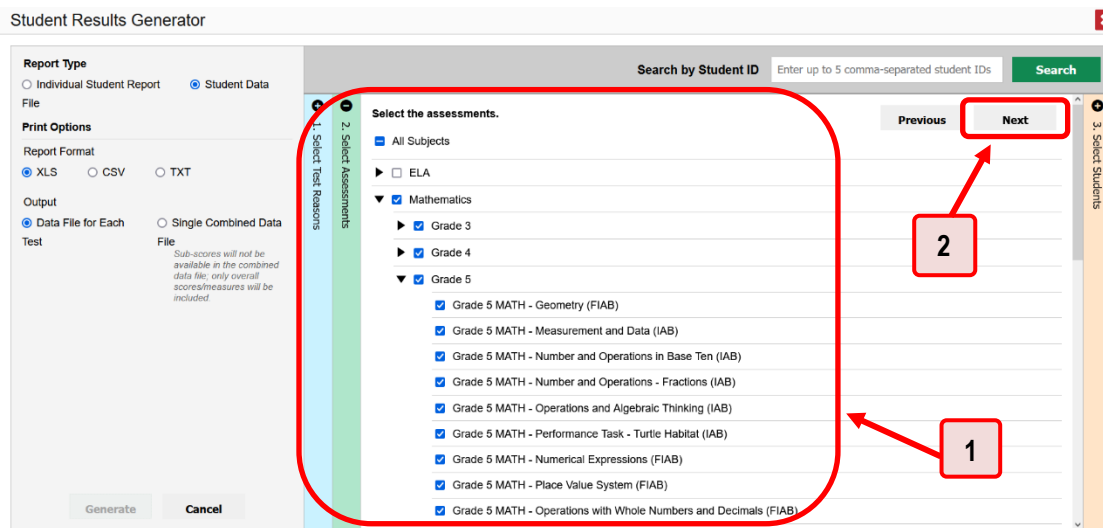 Student Results Generator
Report Type
Individual Student Report
Student Data
File
Print Options
Report Format
XLS
CSV
TXT
Output
Data File for Each
Test
Single Combined Data
File
Sub-scores will not be
available in the combined
data file; only overall
scores/measures will be
included.
Generate
Cancel
Search by Student ID
Enter up to 5 comma-separated student IDs
Search
1. Select Test Reasons
2. Select Assessments
Select the assessments.
Previous
Next
All Subjects
ELA
Mathematics
Grade 3
Grade 4
Grade 5
Grade 5 MATH - Geometry (FIAB)
Grade 5 MATH - Measurement and Data (IAB)
Grade 5 MATH - Number and Operations in Base Ten (IAB)
Grade 5 MATH - Number and Operations - Fractions (IAB)
Grade 5 MATH - Operations and Algebraic Thinking (IAB)
Grade 5 MATH - Performance Task - Turtle Habitat (IAB)
Grade 5 MATH - Numerical Expressions (FIAB)
Grade 5 MATH - Place Value System (FIAB)
Grade 5 MATH - Operations with Whole Numbers and Decimals (FIAB)
3. Select Students
2
1